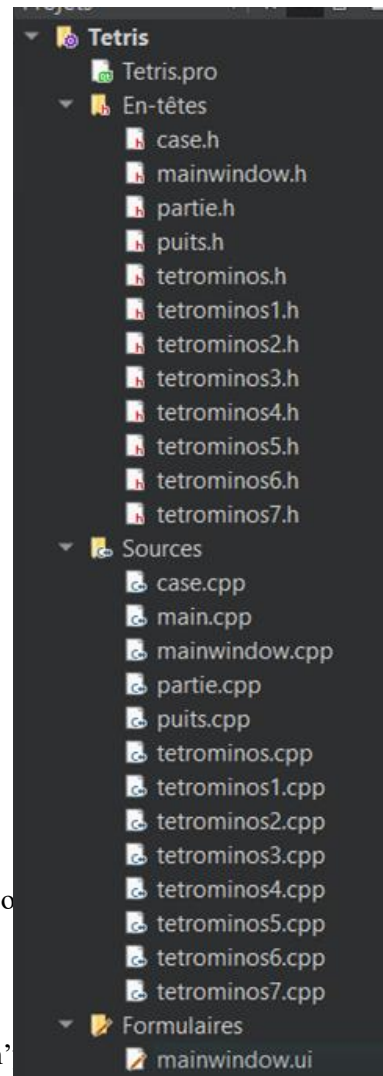 Tetris
Tetris.pro
En-têtes
case.h
mainwindow.h
partie.h
puits.h
tetrominos.h
tetrominos1.h
tetrominos2.h
tetrominos3.h
tetrominos4.h
tetrominos5.h
tetrominos6.h
tetrominos7.h
Sources
case.cpp
main.cpp
mainwindow.cpp
partie.cpp
puits.cpp
tetrominos.cpp
tetrominos1.cpp
tetrominos2.cpp
tetrominos3.cpp
tetrominos4.cpp
tetrominos5.cpp
tetrominos6.cpp
tetrominos7.cpp
Formulaires
mainwindow.ui